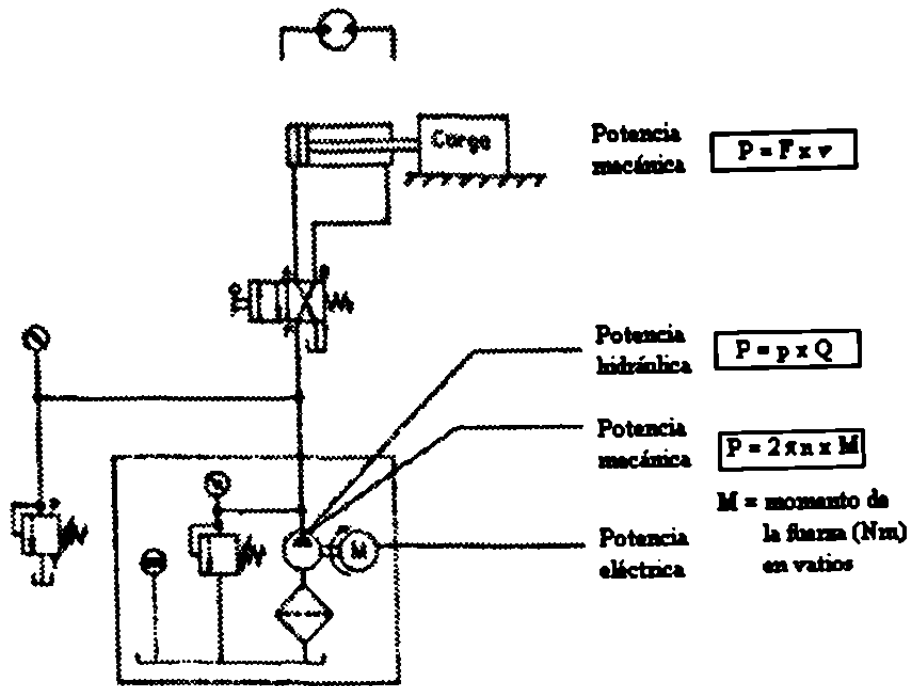 Carga
Potencia
mecánica
P = F x v
Potencia
hidráulica
P = p x Q
Potencia
mecánica
P = 2 π n x M
M = momento de
la fuerza (Nm)
en vatios
M
Potencia
eléctrica